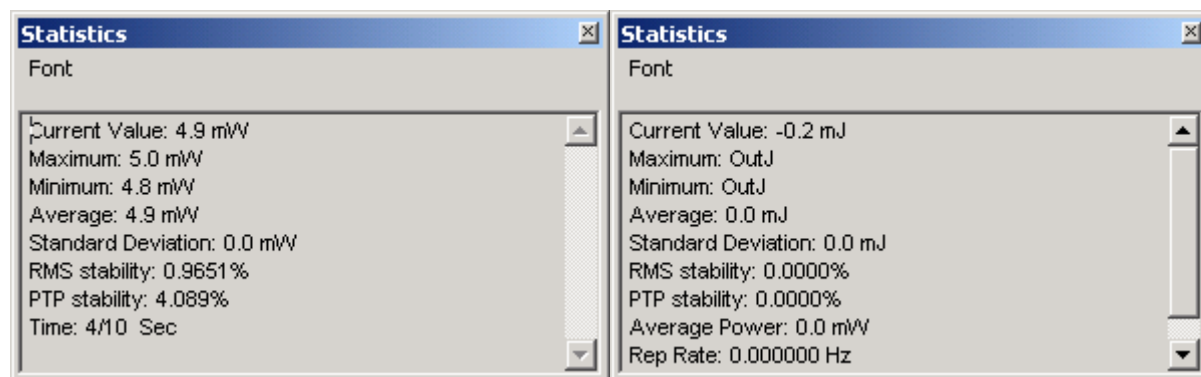 Statistics
Font
Current Value: 4.9 mW
Maximum: 5.0 mW
Minimum: 4.8 mW
Average: 4.9 mW
Standard Deviation: 0.0 mW
RMS stability: 0.9651%
PTP stability: 4.089%
Time: 4/10 Sec
Statistics
Font
Current Value: -0.2 mJ
Maximum: OutJ
Minimum: OutJ
Average: 0.0 mJ
Standard Deviation: 0.0 mJ
RMS stability: 0.0000%
PTP stability: 0.0000%
Average Power: 0.0 mW
Rep Rate: 0.000000 Hz